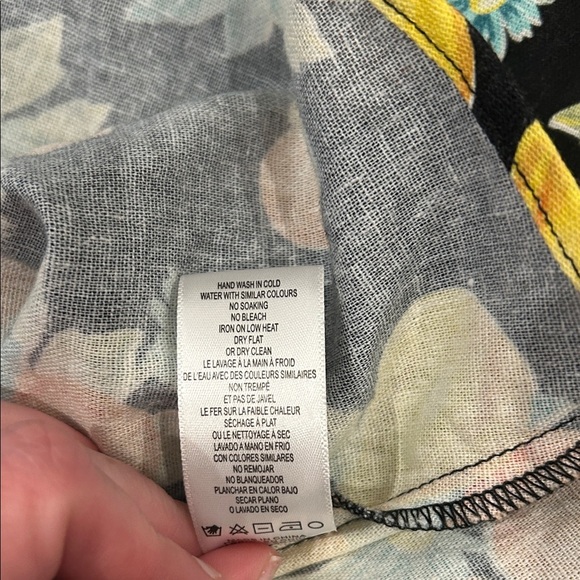 HAND WASH IN COLD
WATER WITH SIMILAR COLOURS
NO SOAKING
NO BLEACH
IRON ON LOW HEAT
DRY FLAT
OR DRY CLEAN
LE LAVAGE À LA MAIN À FROID
DE L'EAU AVEC DES COULEURS SIMILAIRES
NON TREMPÉ
ET PAS DE JAVEL
LE FER SUR LA FAIBLE CHALEUR
SÉCHAGE À PLAT
OU LE NETTOYAGE À SEC
LAVADO A MANO EN FRIO
CON COLORES SIMILARES
NO REMOJAR
NO BLANQUEADOR
PLANCHAR EN CALOR BAJO
SECAR PLANO
O LAVADO EN SECO